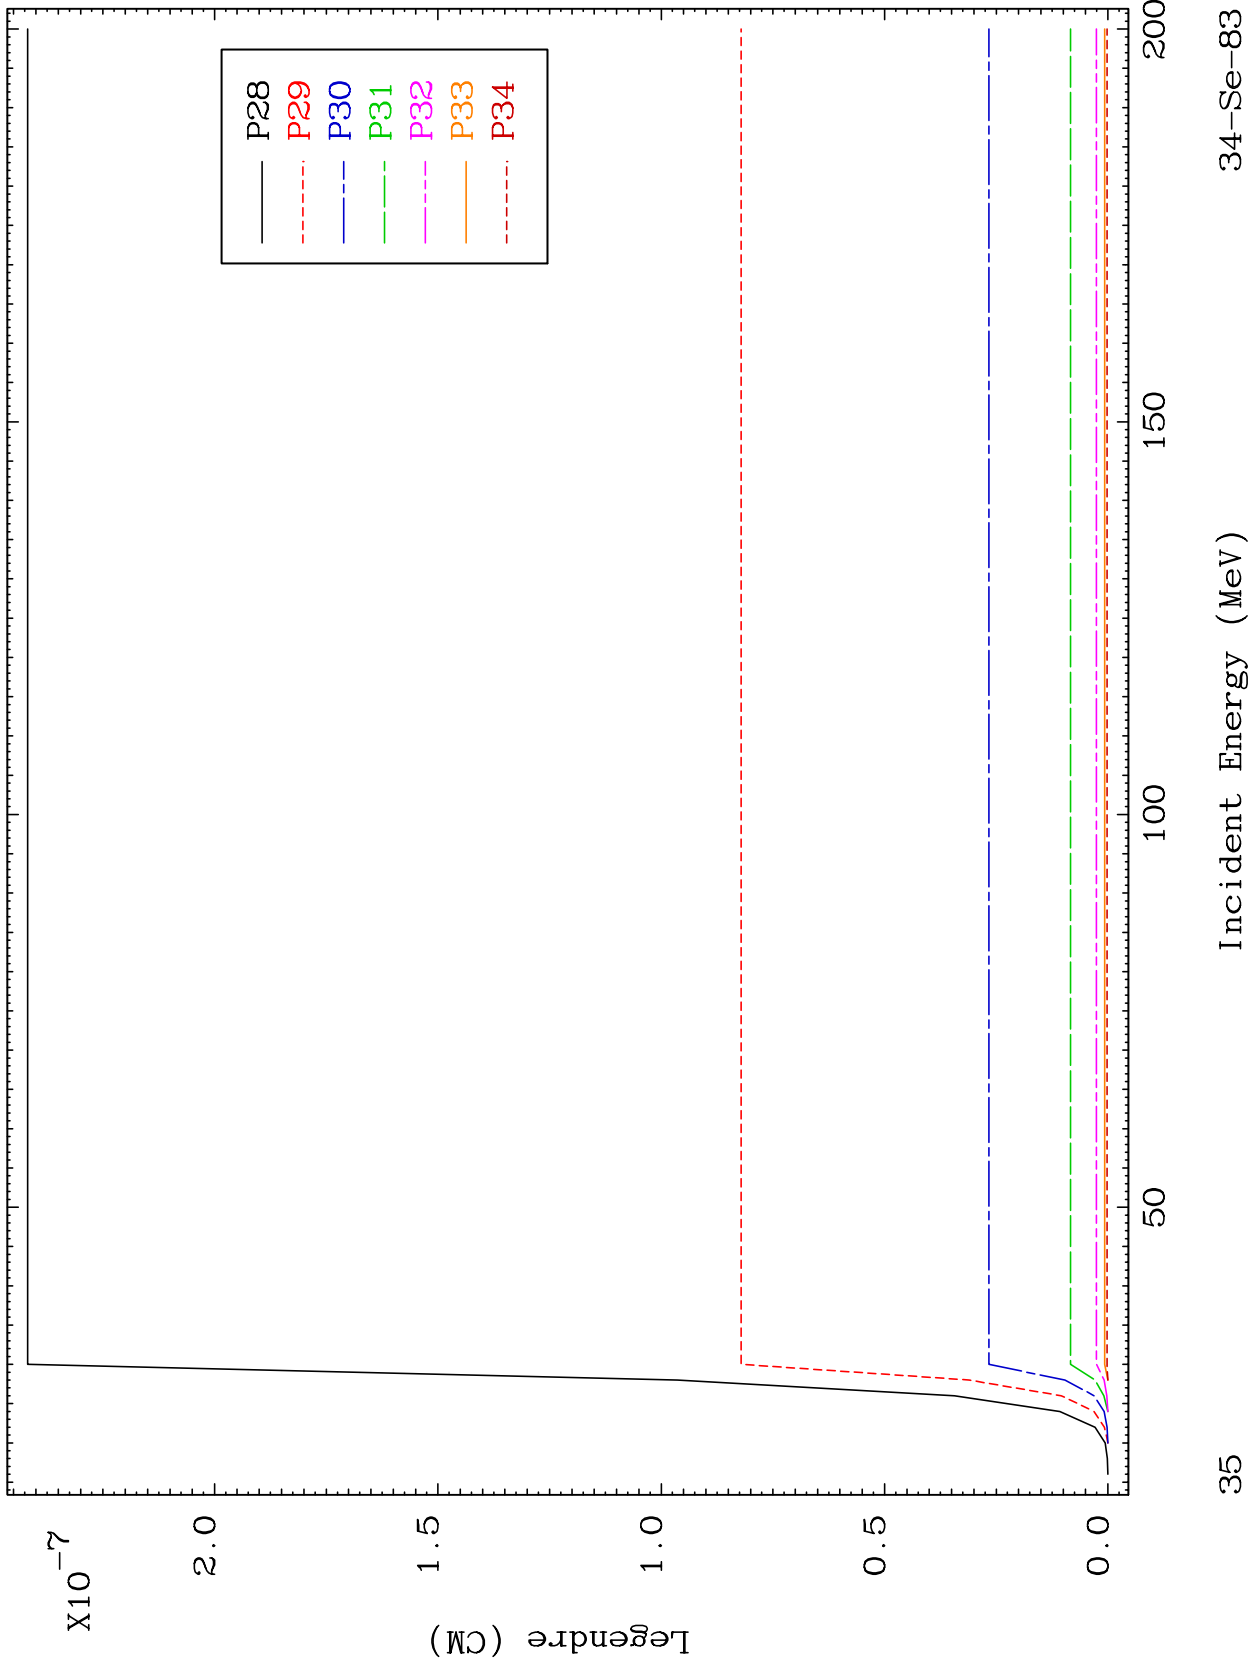 X10-7
2.0
1.5
1.0
0.5
0.0
Legendre (CM)
P28
P29
P30
P31
P32
P33
P34
50
100
150
200
35
Incident Energy (MeV)
34-Se-83